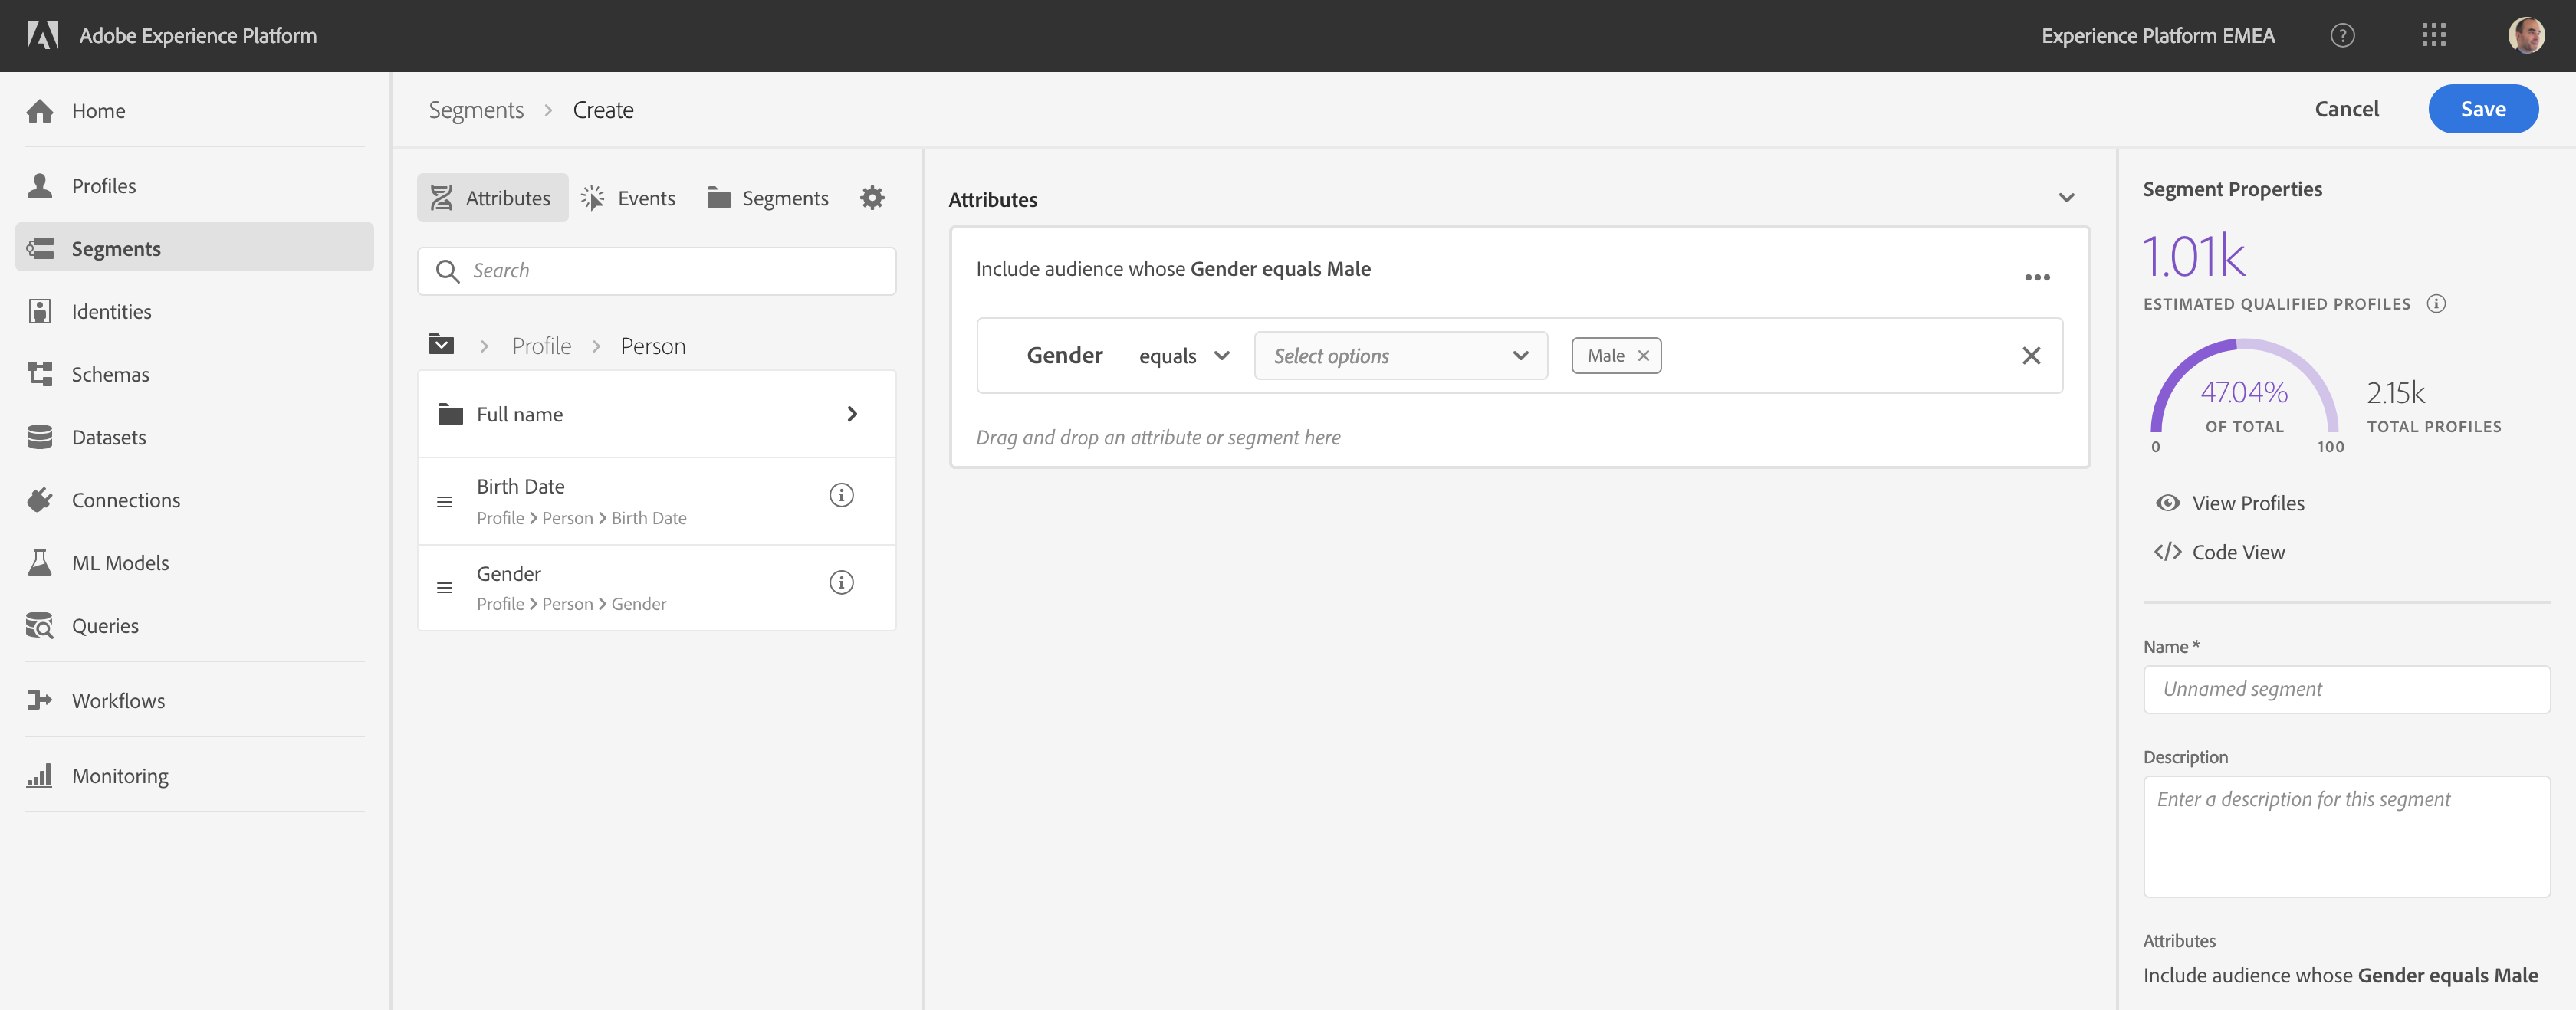 Adobe Experience Platform
Experience Platform EMEA
Home
Profiles
Segments
Identities
Schemas
Datasets
Connections
ML Models
Queries
Workflows
Monitoring
Segments > Create
Cancel
Save
Attributes
Events
Segments
Search
> Profile > Person
Full name
Birth Date
Profile > Person > Birth Date
Gender
Profile > Person > Gender
Attributes
Include audience whose Gender equals Male
Gender equals Select options Male
Drag and drop an attribute or segment here
Segment Properties
1.01k
ESTIMATED QUALIFIED PROFILES
47.04%
OF TOTAL
0
100
2.15k
TOTAL PROFILES
View Profiles
</> Code View
Name *
Unnamed segment
Description
Enter a description for this segment
Attributes
Include audience whose Gender equals Male